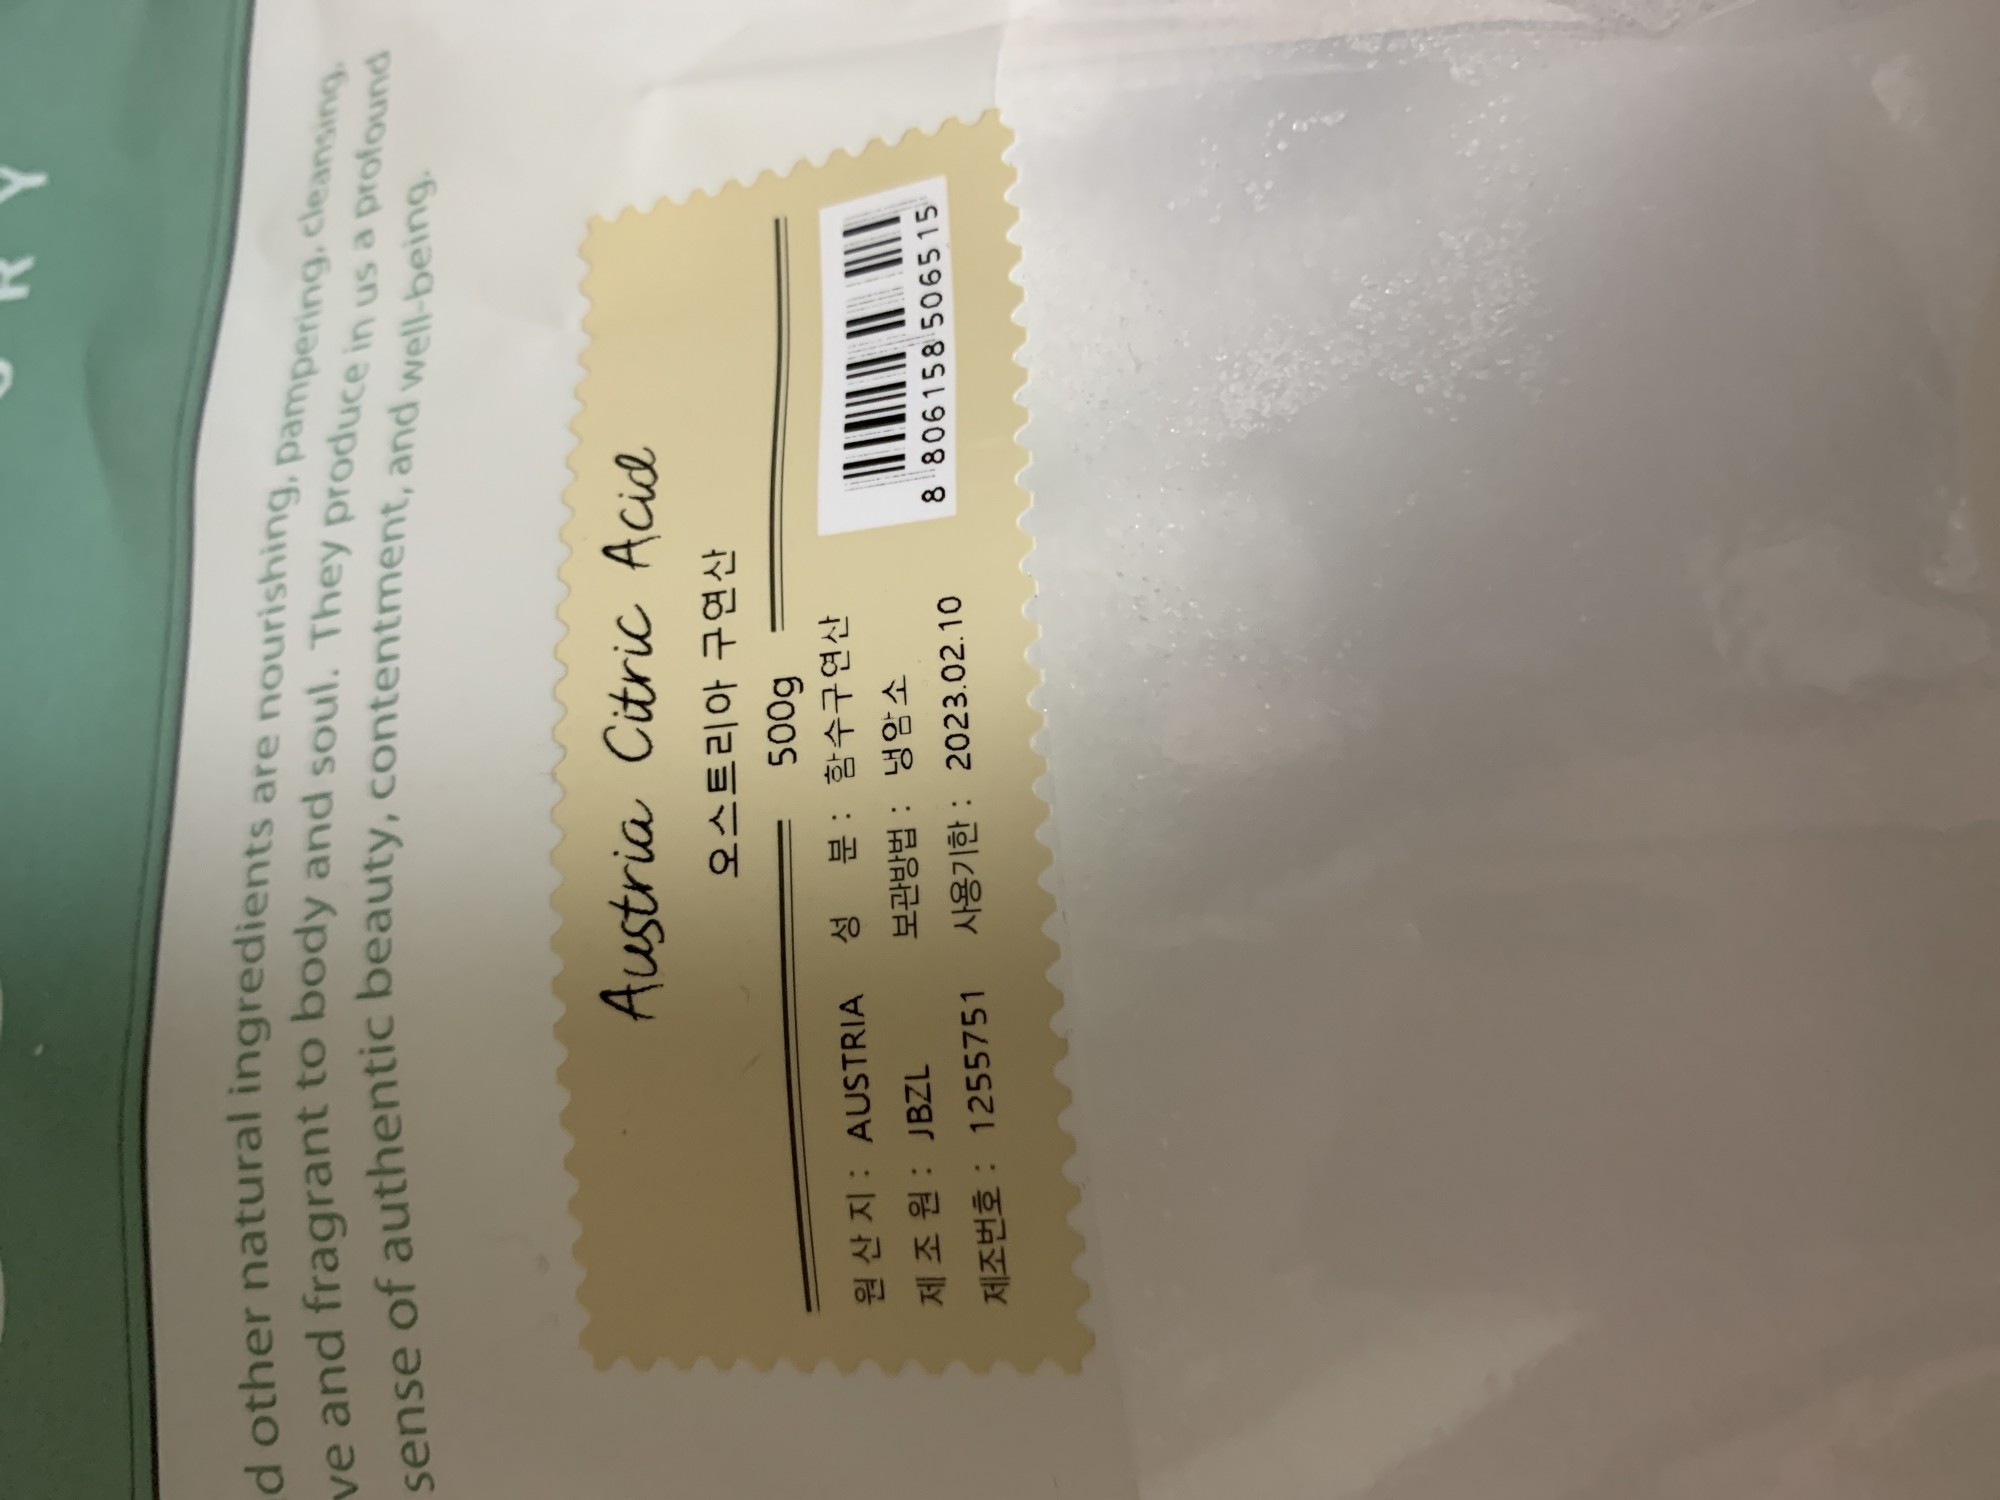 R Y
d other natural ingredients are nourishing, pampering, cleansing,
ve and fragrant to body and soul. They produce in us a profound
sense of authentic beauty, contentment, and well-being.
Austria Citric Acid
오스트리아 구연산
500g
원 산 지 : AUSTRIA 성 분 : 함수구연산
제 조 원 : JBZL 보관방법 : 냉암소
제조번호 : 1255751 사용기한 : 2023.02.10
8 806158 506515